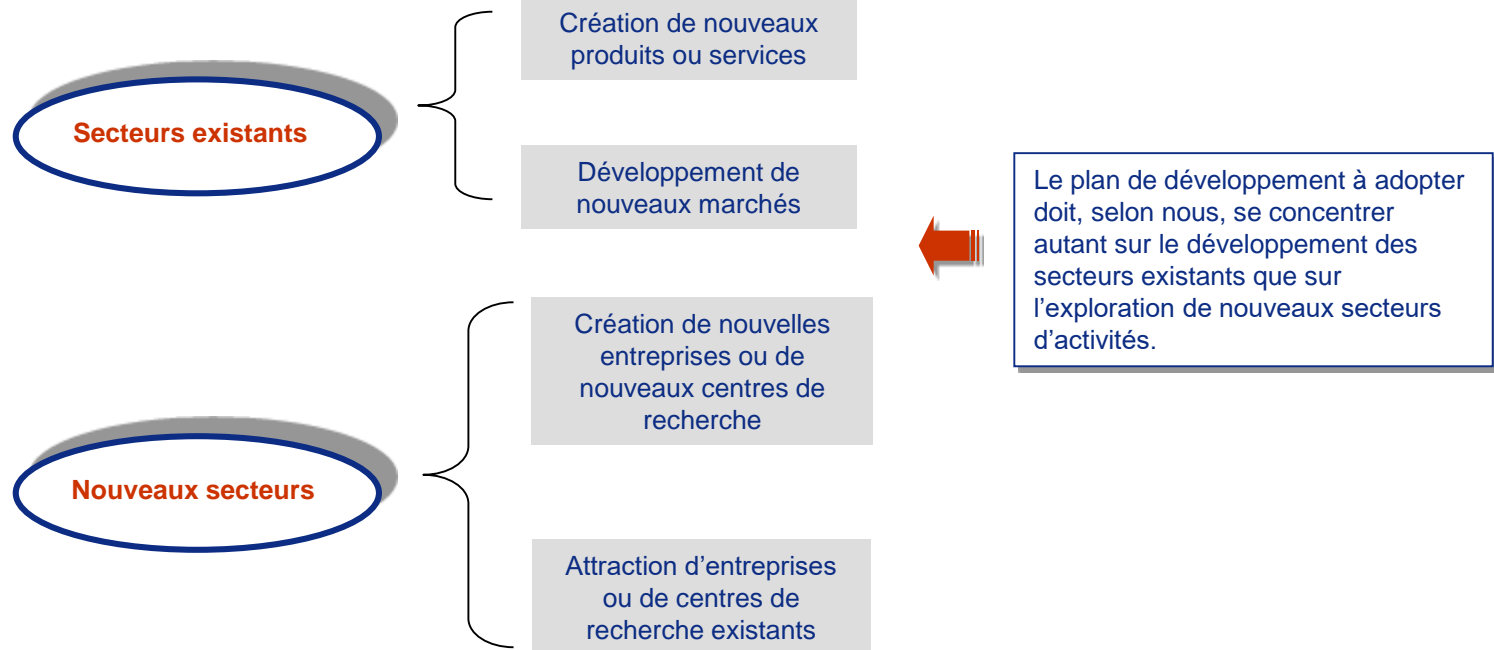 Secteurs existants
Création de nouveaux
produits ou services
Développement de
nouveaux marchés
Nouveaux secteurs
Création de nouvelles
entreprises ou de
nouveaux centres de
recherche
Attraction d’entreprises
ou de centres de
recherche existants
Le plan de développement à adopter
doit, selon nous, se concentrer
autant sur le développement des
secteurs existants que sur
l’exploration de nouveaux secteurs
d’activités.